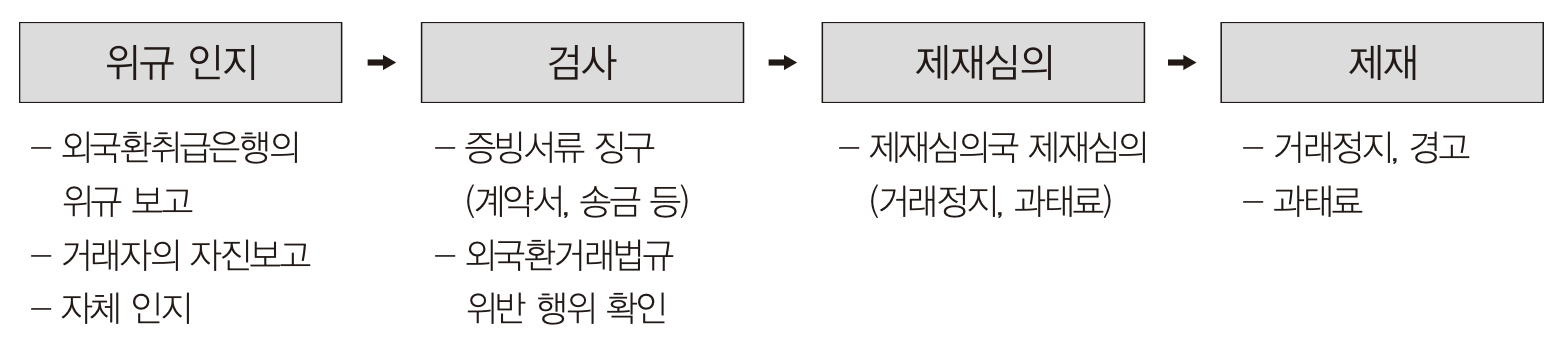 위규 인지 → 검사 → 제재심의 → 제재
– 외국환취급은행의
위규 보고
– 거래자의 자진보고
– 자체 인지
– 증빙서류 징구
(계약서, 송금 등)
– 외국환거래법규
위반 행위 확인
– 제재심의국 제재심의
(거래정지, 과태료)
– 거래정지, 경고
– 과태료